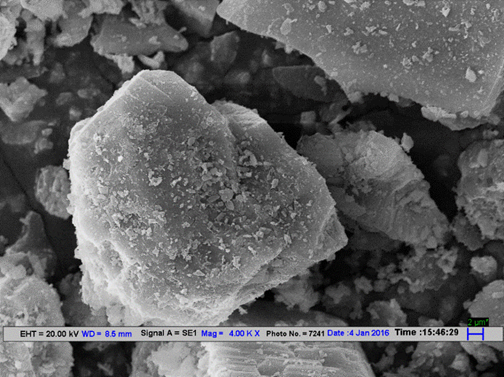 2 µm*
EHT = 20.00 kV WD = 8.5 mm Signal A = SE1 Mag = 4.00 K X Photo No. = 7241 Date :4 Jan 2016 Time :15:46:29